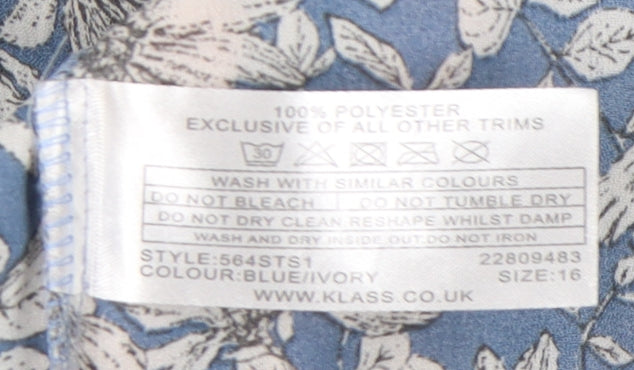 100% POLYESTER
EXCLUSIVE OF ALL OTHER TRIMS
30
WASH WITH SIMILAR COLOURS
DO NOT BLEACH DO NOT TUMBLE DRY
DO NOT DRY CLEAN RESHAPE WHILST DAMP
WASH AND DRY INSIDE OUT.DO NOT IRON
STYLE:564STS1 22809483
COLOUR:BLUE/IVORY SIZE:16
WWW.KLASS.CO.UK